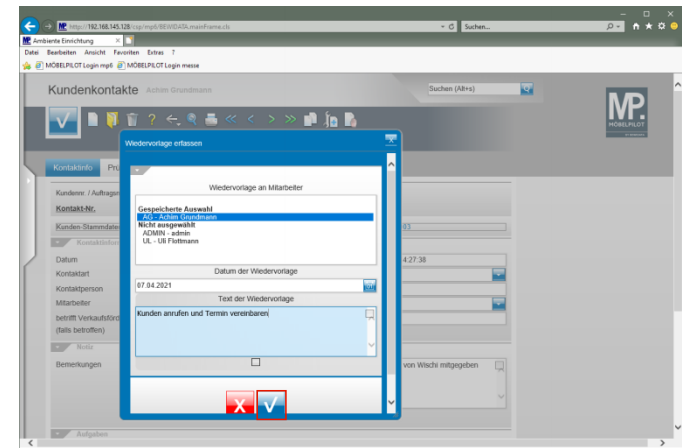 http://192.168.145.128/csp/mp6/BEWIDATA.mainFrame.cls
Suchen...
Ambiente Einrichtung
Datei Bearbeiten Ansicht Favoriten Extras ?
MÖBELPILOT Login mp6 MÖBELPILOT Login messe
Kundenkontakte Achim Grundmann
Suchen (Alt+s)
MP.
MÖBELPILOT
Wiedervorlage erfassen
Kontaktinfo
Wiedervorlage an Mitarbeiter
Kundennr. / Auftragsnr
Kontakt-Nr.
Gespeicherte Auswahl
AG - Achim Grundmann
Nicht ausgewählt
ADMIN - admin
UL - Uli Flottmann
Kunden-Stammdaten
03
Kontaktinform
Datum
4:27:38
Kontaktart
Datum der Wiedervorlage
Kontaktperson
07.04.2021
Mitarbeiter
Text der Wiedervorlage
betrifft Verkaufsförd
(falls betroffen)
Kunden anrufen und Termin vereinbaren
Notiz
Bemerkungen
von Wischi mitgegeben
Aufgaben